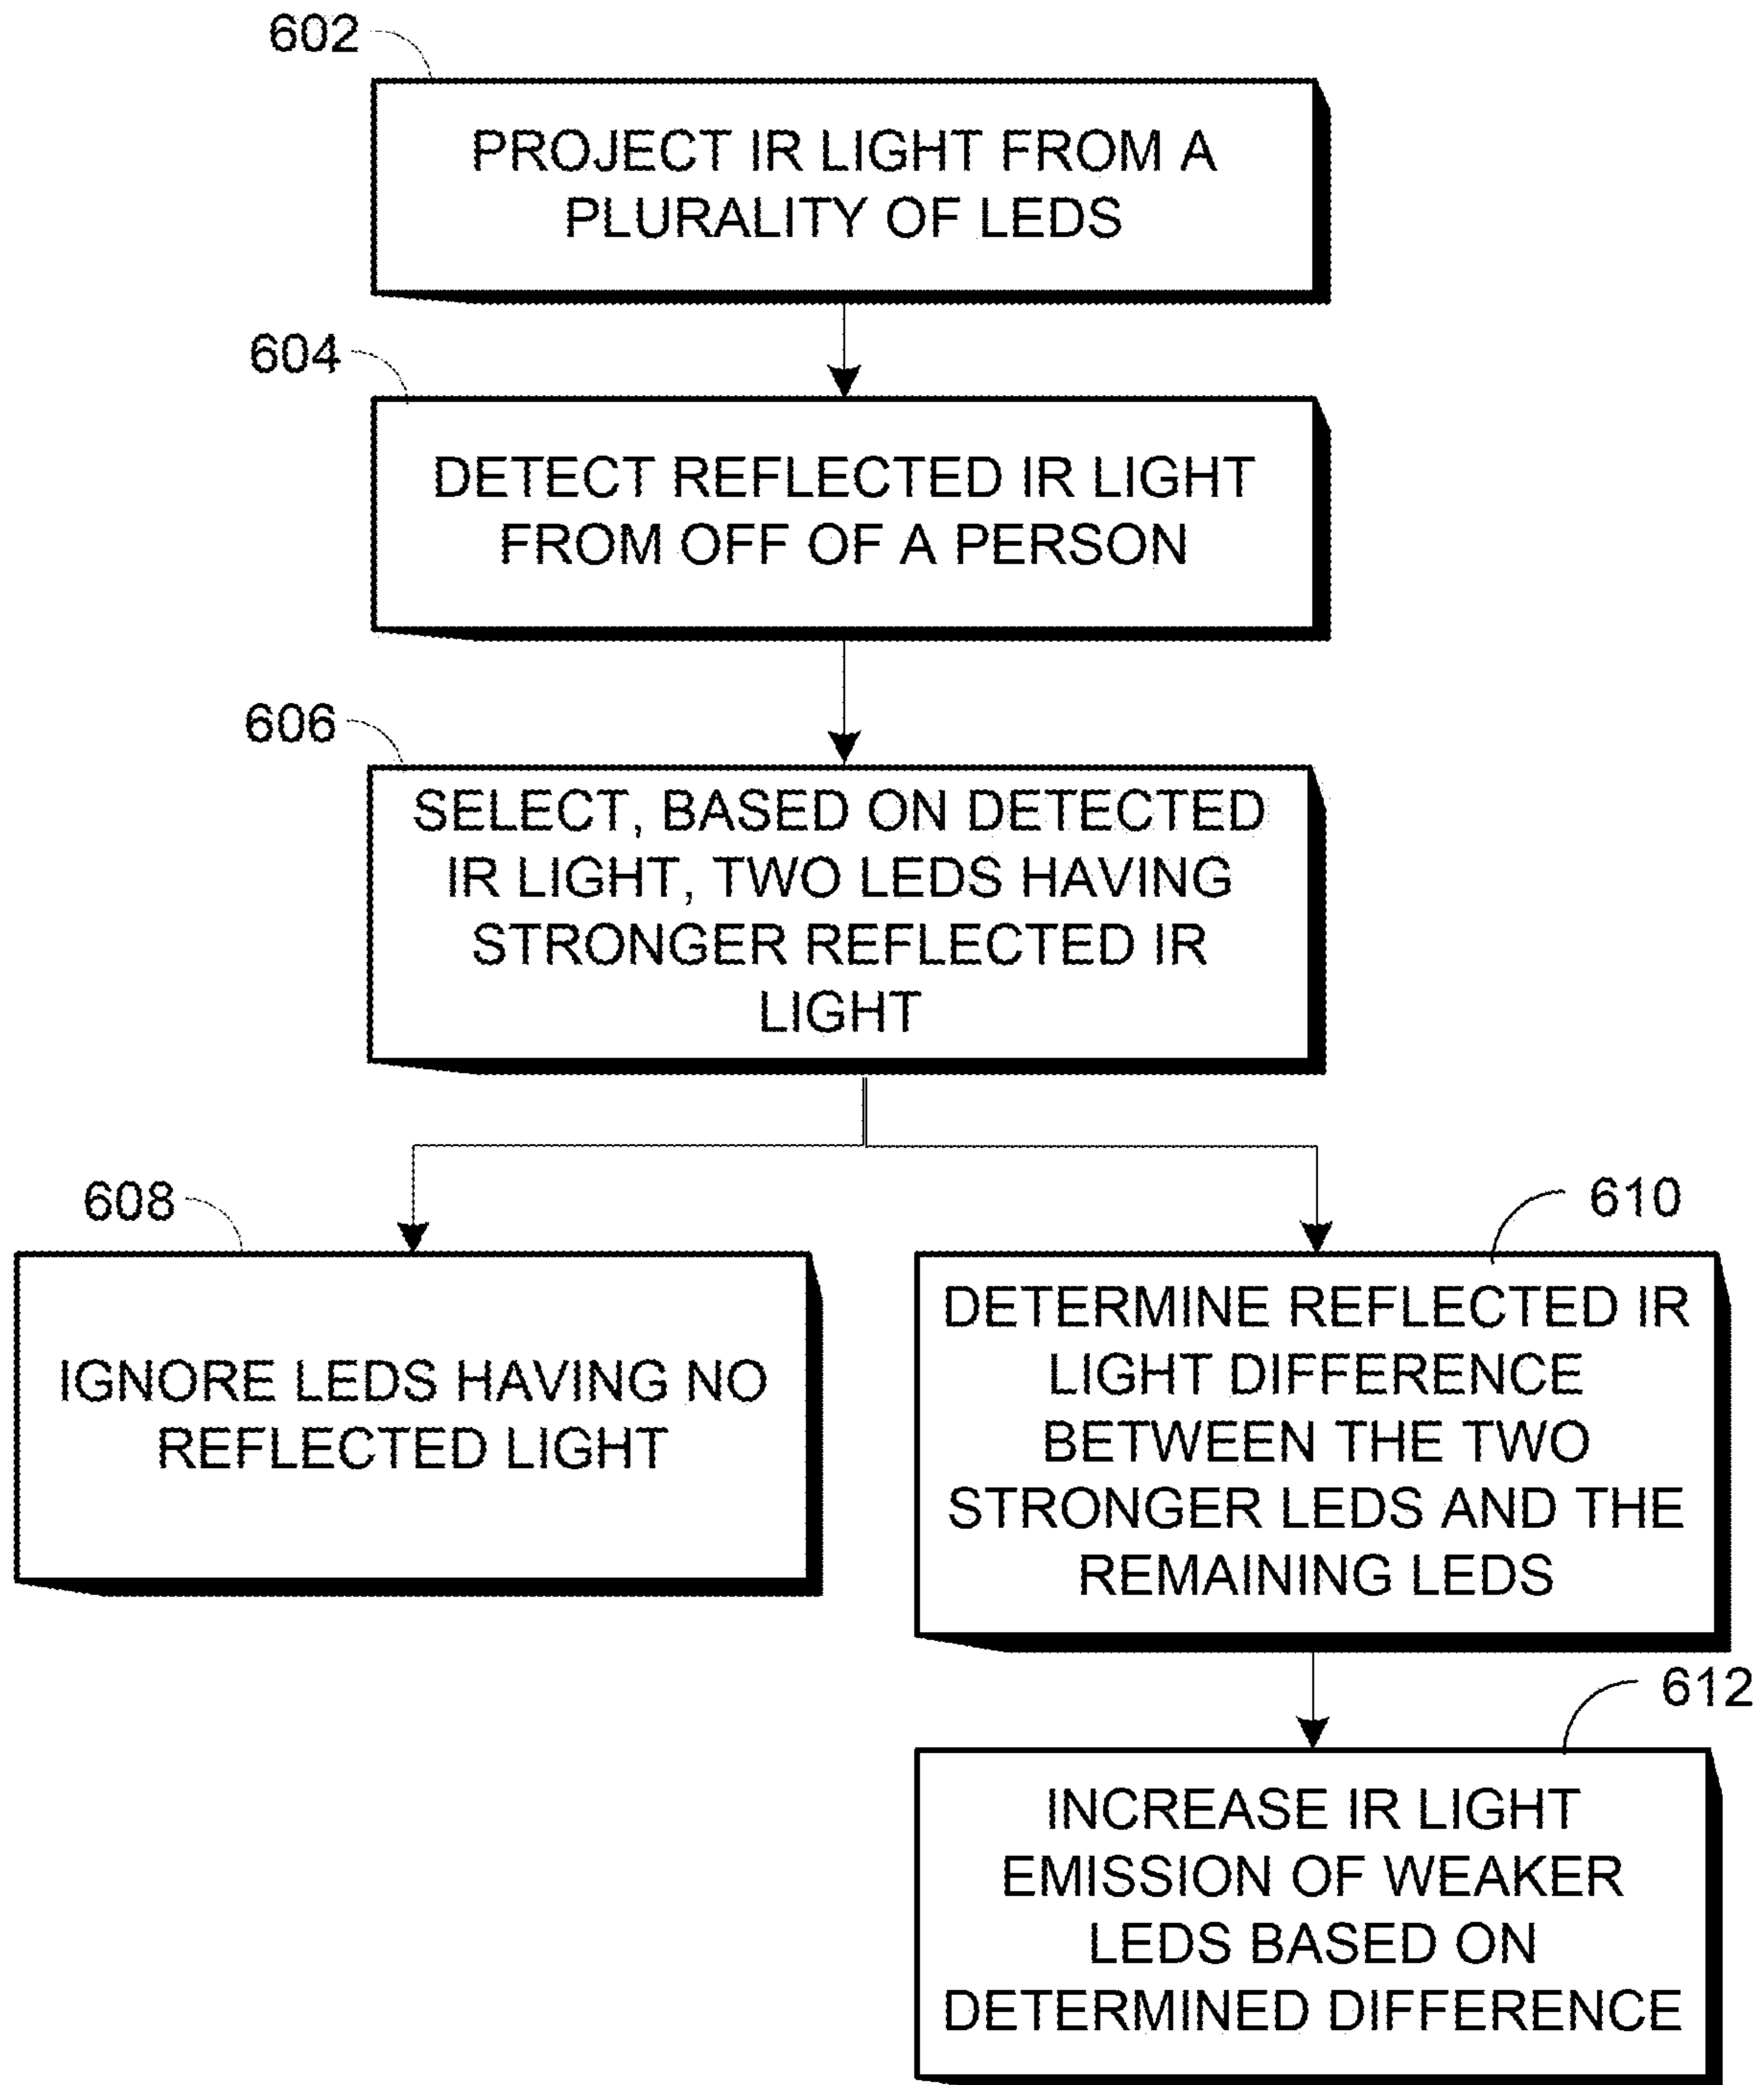 602
PROJECT IR LIGHT FROM A
PLURALITY OF LEDS
604
DETECT REFLECTED IR LIGHT
FROM OFF OF A PERSON
606
SELECT, BASED ON DETECTED
IR LIGHT, TWO LEDS HAVING
STRONGER REFLECTED IR
LIGHT
608
IGNORE LEDS HAVING NO
REFLECTED LIGHT
610
DETERMINE REFLECTED IR
LIGHT DIFFERENCE
BETWEEN THE TWO
STRONGER LEDS AND THE
REMAINING LEDS
612
INCREASE IR LIGHT
EMISSION OF WEAKER
LEDS BASED ON
DETERMINED DIFFERENCE